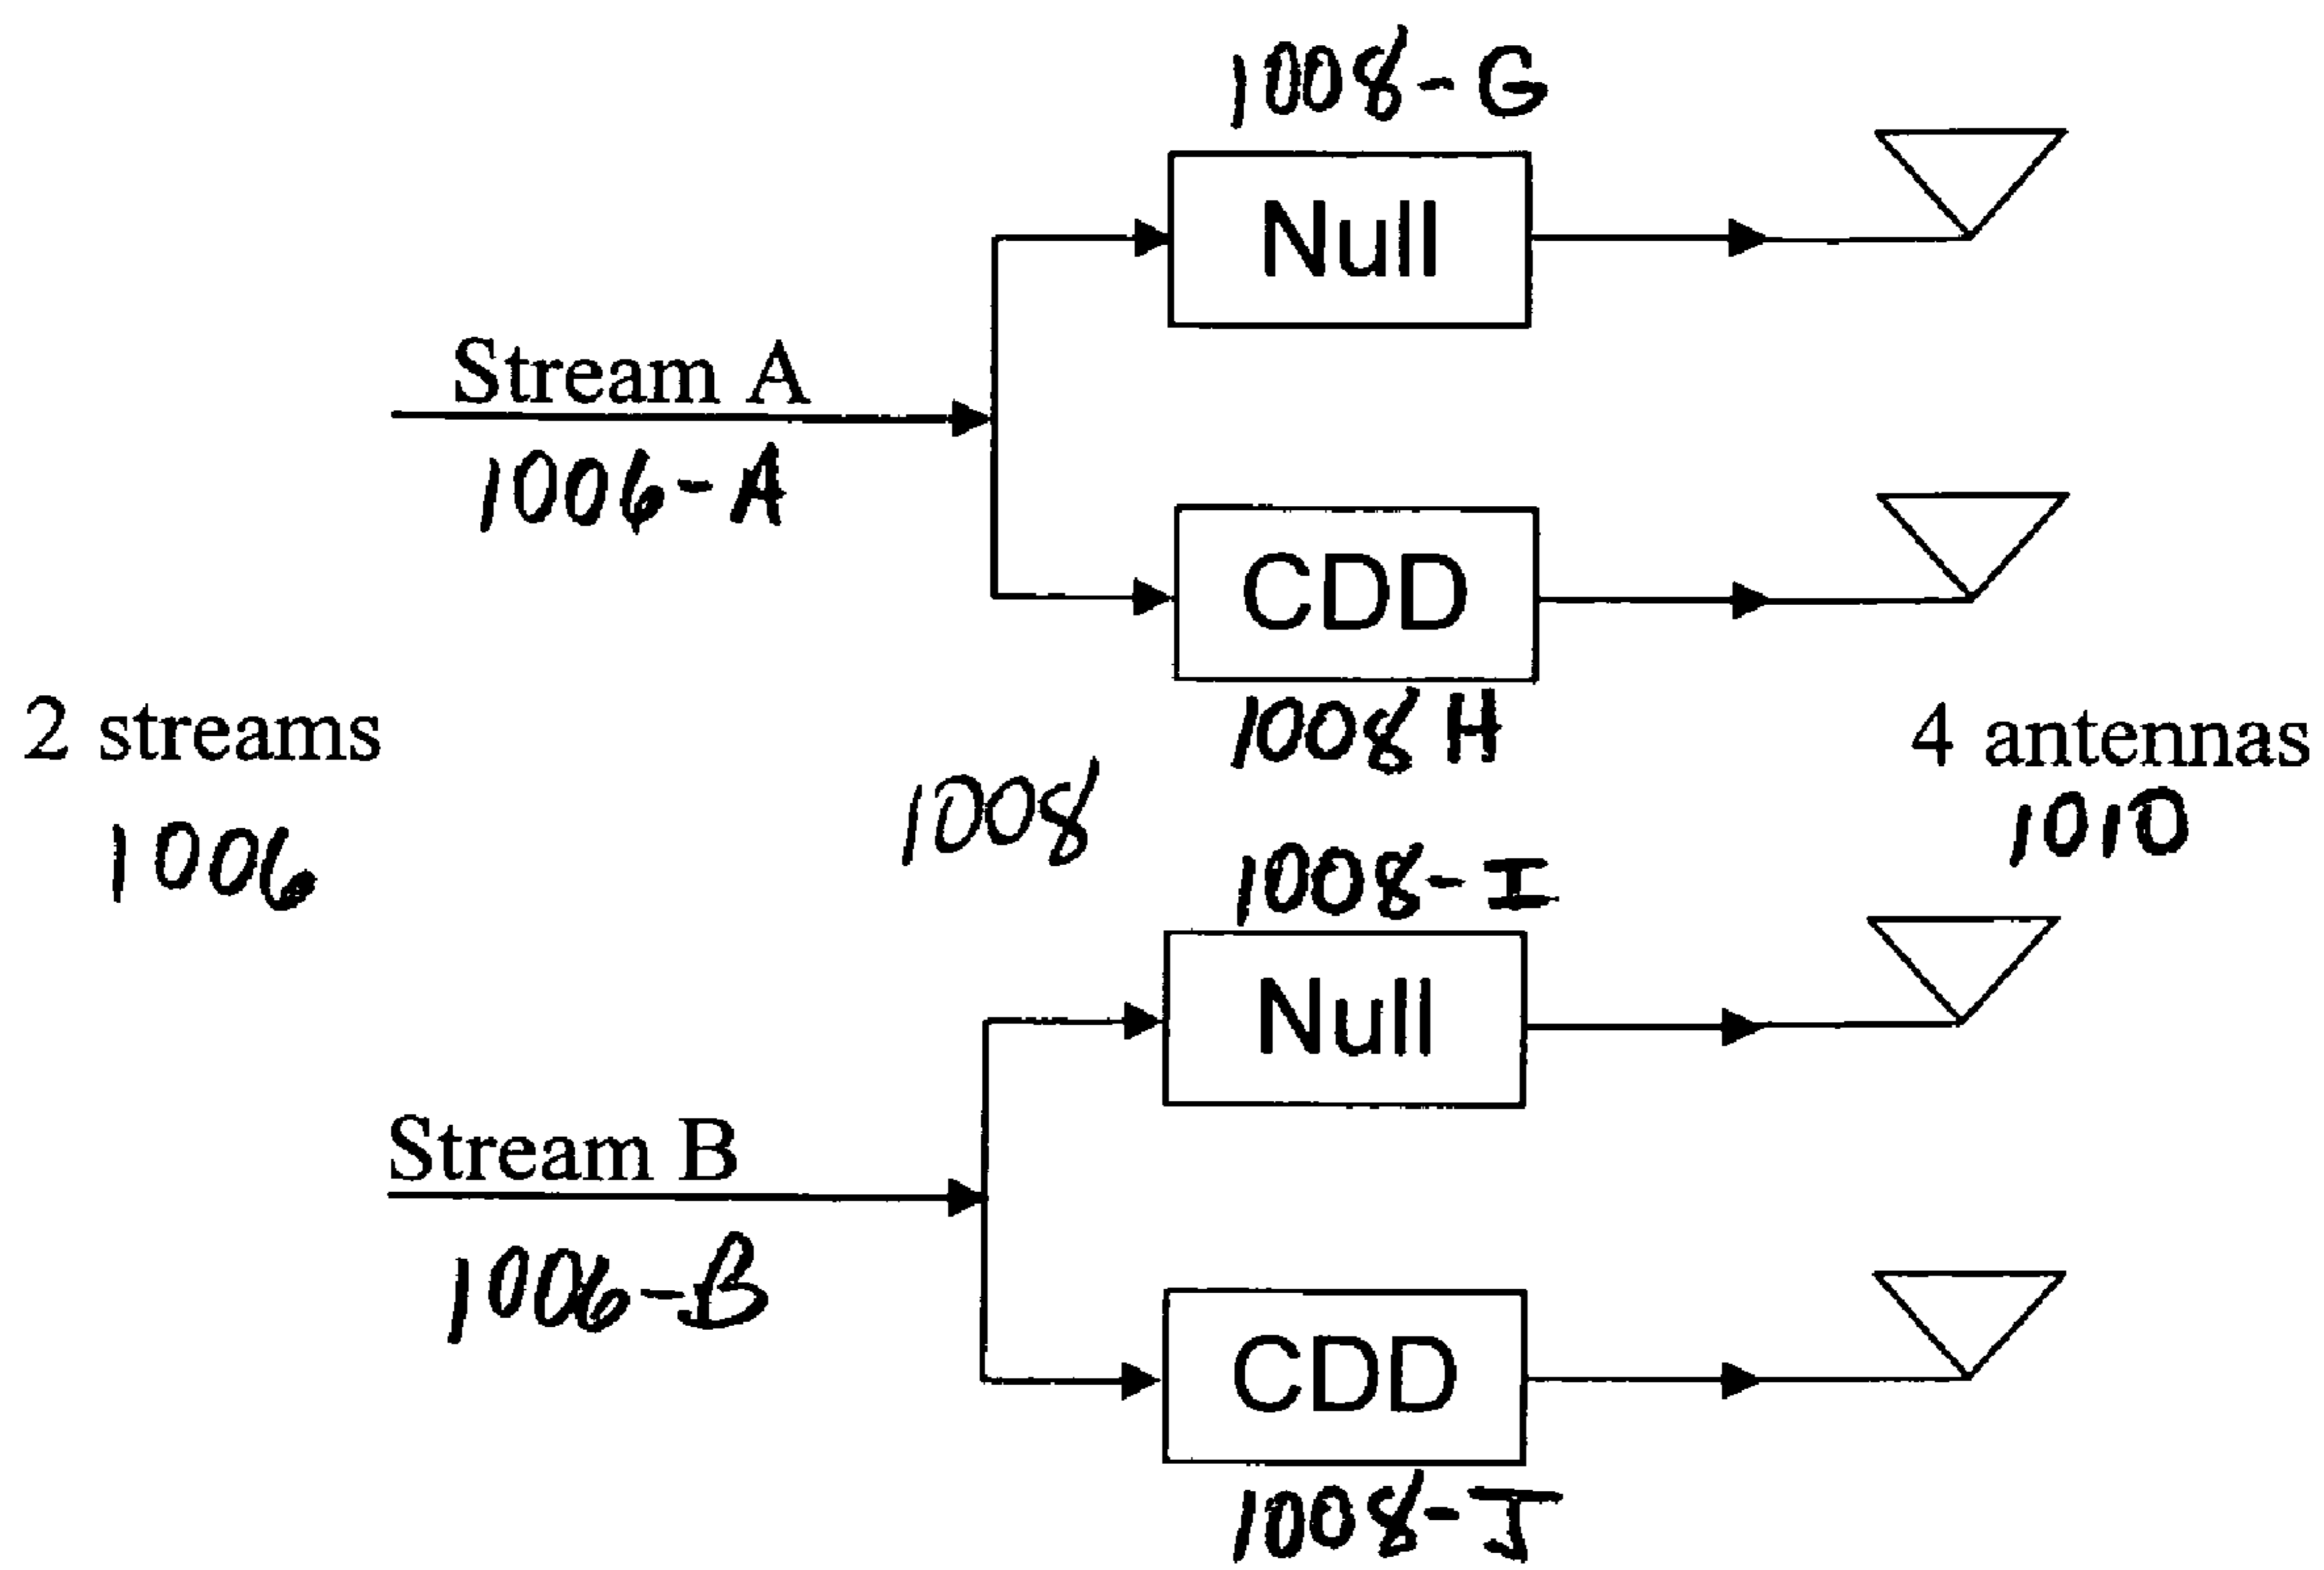 1008-G
Null
Stream A
1006-A
CDD
1008 H
2 streams
4 antennas
1008
1010
1006
1008-I
Null
Stream B
1006-B
CDD
1008-J